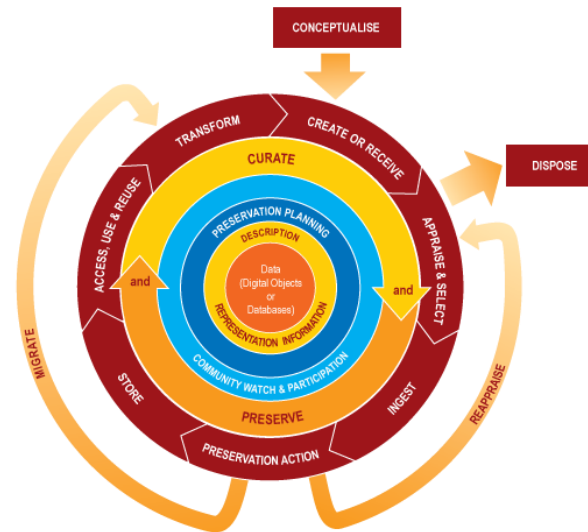 CONCEPTUALISE
CREATE OR RECEIVE
DISPOSE
APPRAISE & SELECT
INGEST
REAPPRAISE
PRESERVATION ACTION
STORE
MIGRATE
ACCESS, USE & REUSE
TRANSFORM
CURATE
and
PRESERVE
and
COMMUNITY WATCH & PARTICIPATION
PRESERVATION PLANNING
DESCRIPTION
REPRESENTATION INFORMATION
Data
(Digital Objects
or
Databases)